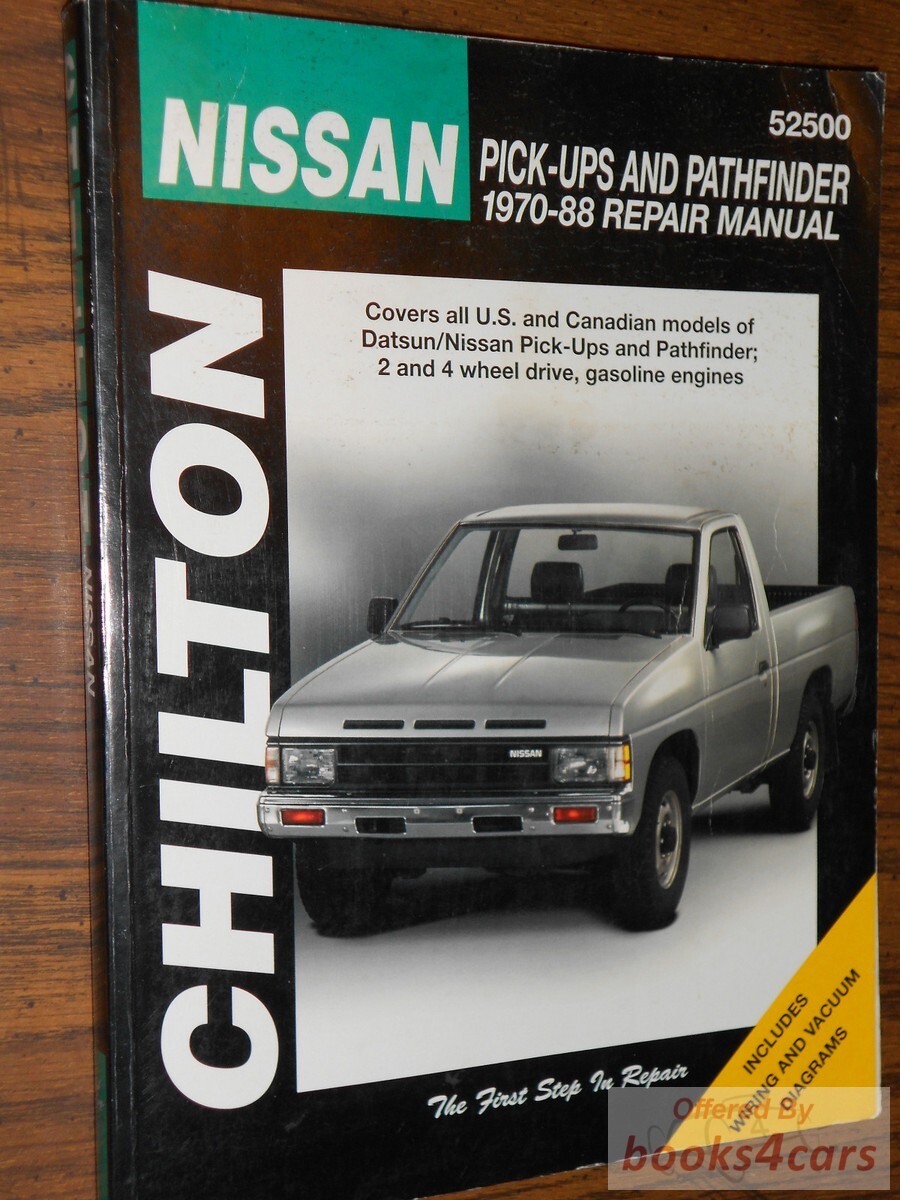 NISSAN
52500
PICK-UPS AND PATHFINDER
1970-88 REPAIR MANUAL
Covers all U.S. and Canadian models of
Datsun/Nissan Pick-Ups and Pathfinder;
2 and 4 wheel drive, gasoline engines
CHILTON
NISSAN
The First Step In Repair
INCLUDES
WIRING AND VACUUM
DIAGRAMS
CHILTON
NISSAN
Offered By
books4cars